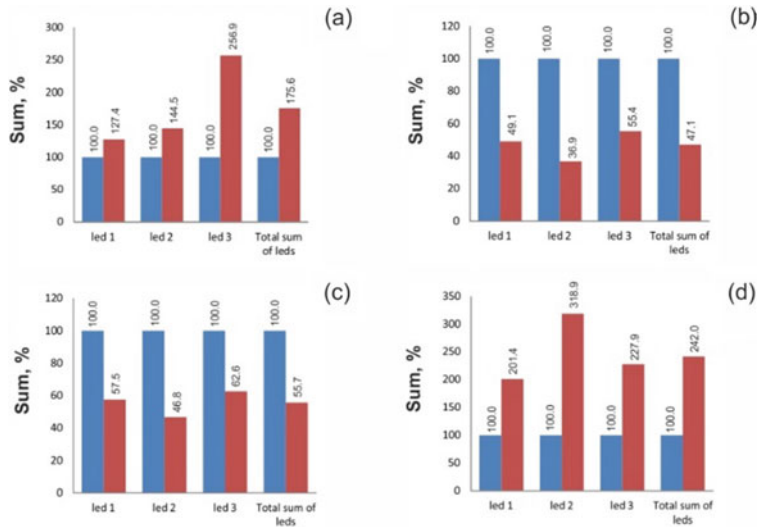 (a)
Sum, %
300
250
200
150
100
50
0
100.0
127.4
100.0
144.5
100.0
256.9
100.0
175.6
led 1
led 2
led 3
Total sum
of leds
(b)
Sum, %
120
100
80
60
40
20
0
100.0
49.1
100.0
36.9
100.0
55.4
100.0
47.1
led 1
led 2
led 3
Total sum of
leds
(c)
Sum, %
120
100
80
60
40
20
0
100.0
57.5
100.0
46.8
100.0
62.6
100.0
55.7
led 1
led 2
led 3
Total sum of
leds
(d)
Sum, %
350
300
250
200
150
100
50
0
100.0
201.4
100.0
318.9
100.0
227.9
100.0
242.0
led 1
led 2
led 3
Total sum of
leds